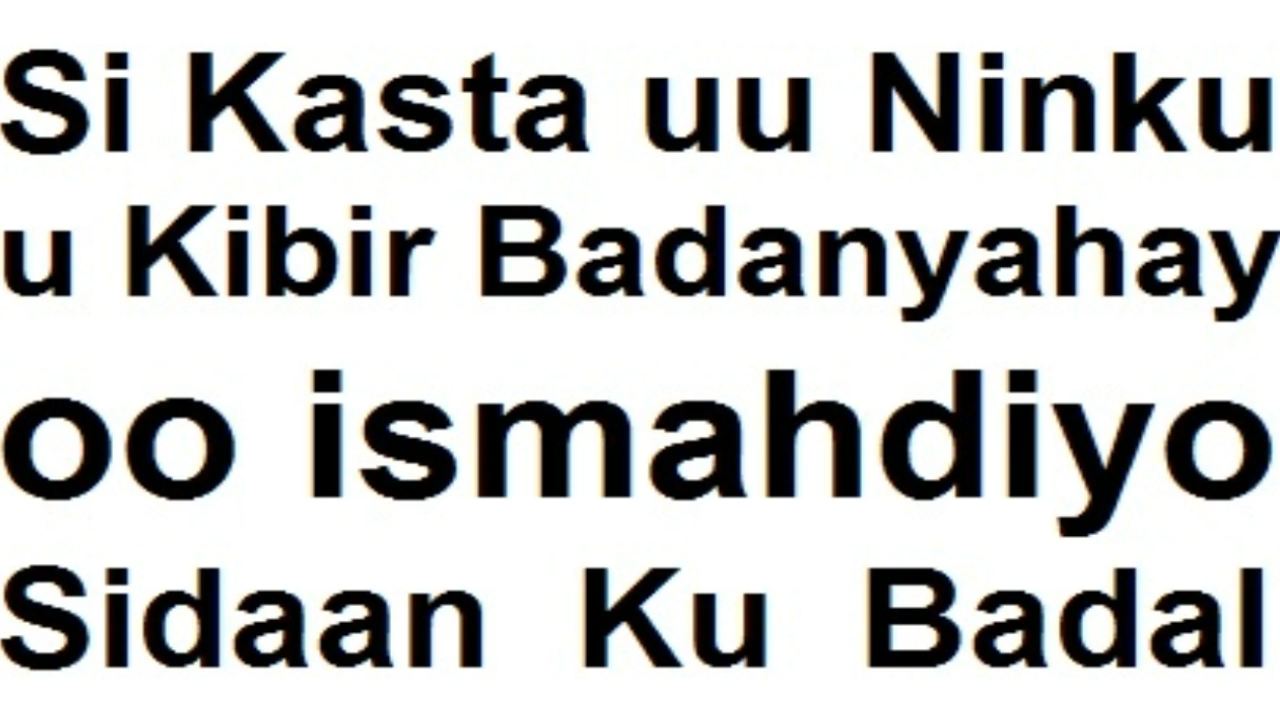 Si Kasta uu Ninku
u Kibir Badanyahay
oo ismahdiyo
Sidaan Ku Badal